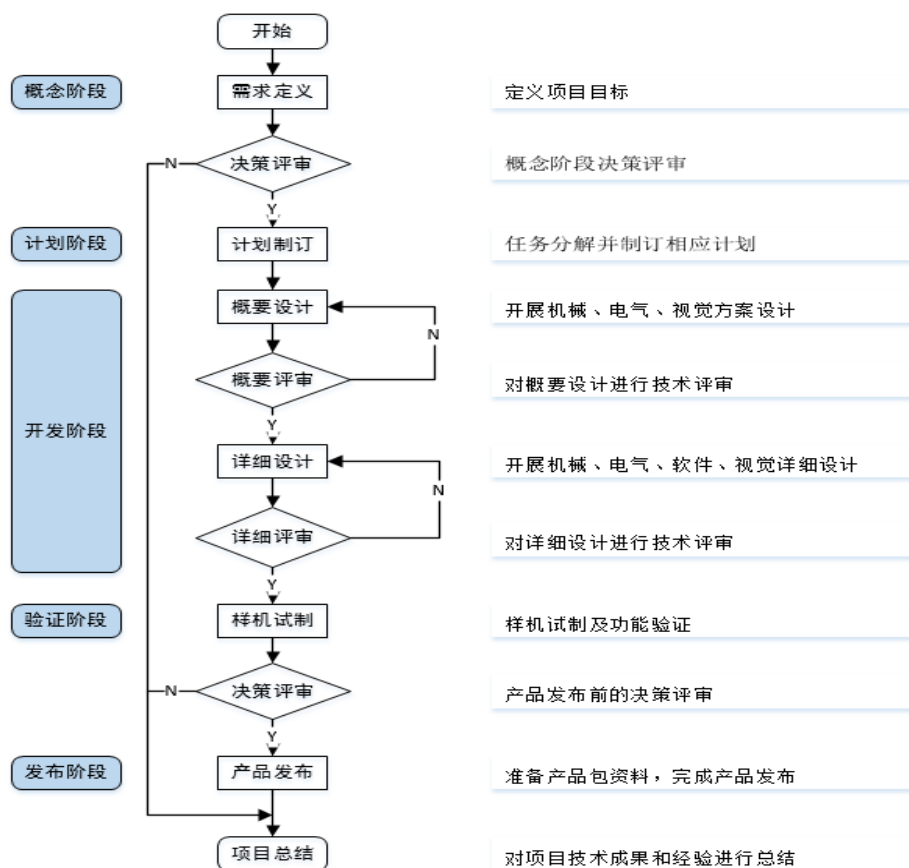 开始
概念阶段
需求定义
定义项目目标
决策评审
N
概念阶段决策评审
Y
计划阶段
计划制订
任务分解并制订相应计划
概要设计
开展机械、电气、视觉方案设计
N
概要评审
对概要设计进行技术评审
Y
开发阶段
详细设计
开展机械、电气、软件、视觉详细设计
N
详细评审
对详细设计进行技术评审
Y
验证阶段
样机试制
样机试制及功能验证
决策评审
N
产品发布前的决策评审
Y
发布阶段
产品发布
准备产品包资料，完成产品发布
项目总结
对项目技术成果和经验进行总结